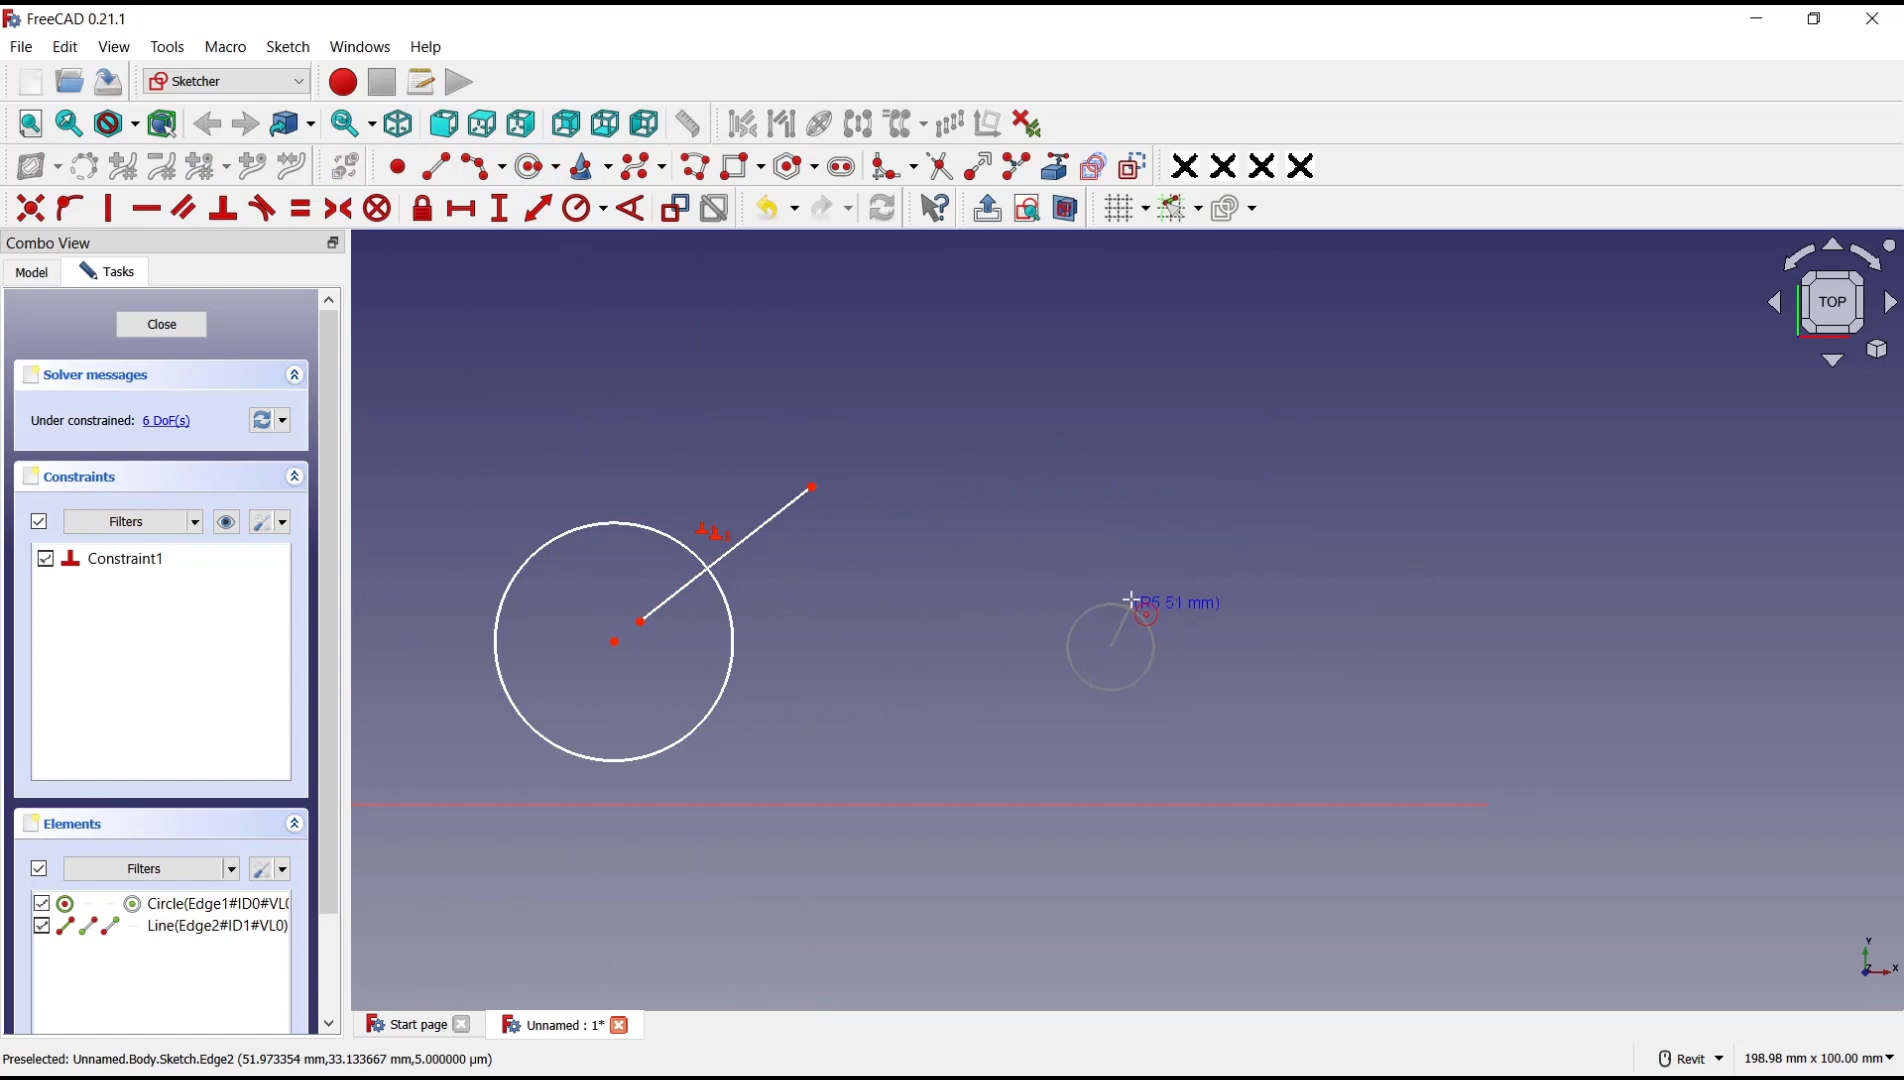 FreeCAD 0.21.1
File Edit View Tools Macro Sketch Windows Help
Sketcher
Combo View
Model Tasks
Close
Solver messages
Under constrained: 6 DoF(s)
Constraints
Filters
Constraint1
Elements
Filters
Circle(Edge1#ID0#VL0
Line(Edge2#ID1#VL0)
TOP
(R5.51 mm)
Y
Z
X
Start page Unnamed : 1*
Preselected: Unnamed.Body.Sketch.Edge2 (51.973354 mm,33.133667 mm,5.000000 µm)
Revit 198.98 mm x 100.00 mm